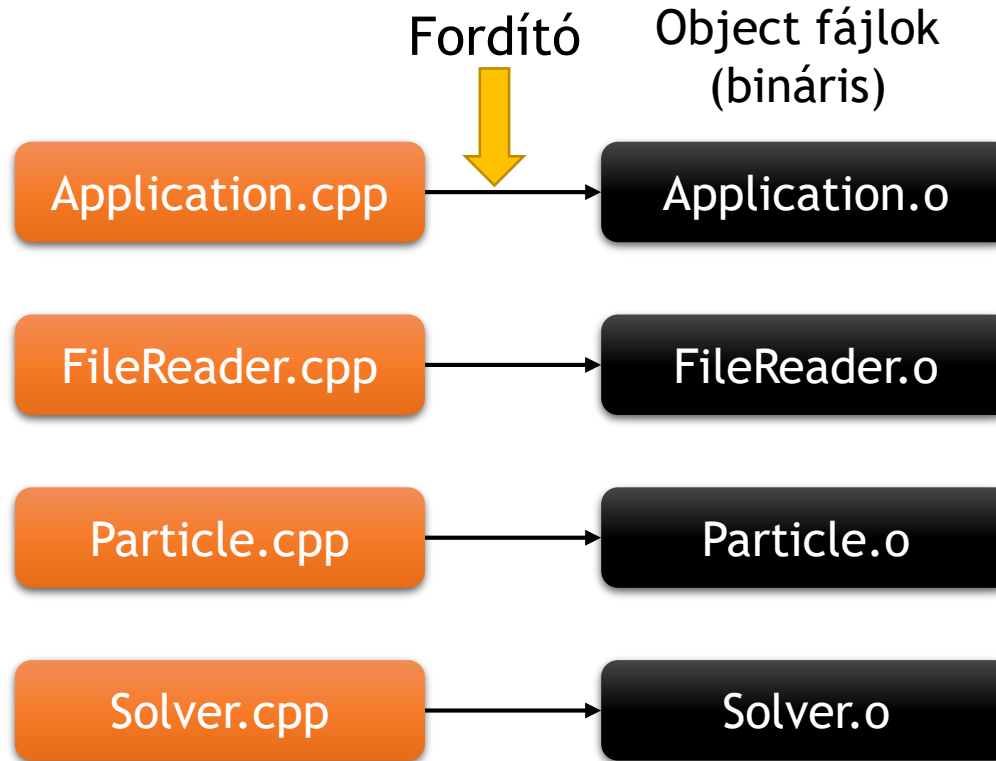 Fordító
Object fájlok
(bináris)
Application.cpp
Application.o
FileReader.cpp
FileReader.o
Particle.cpp
Particle.o
Solver.cpp
Solver.o